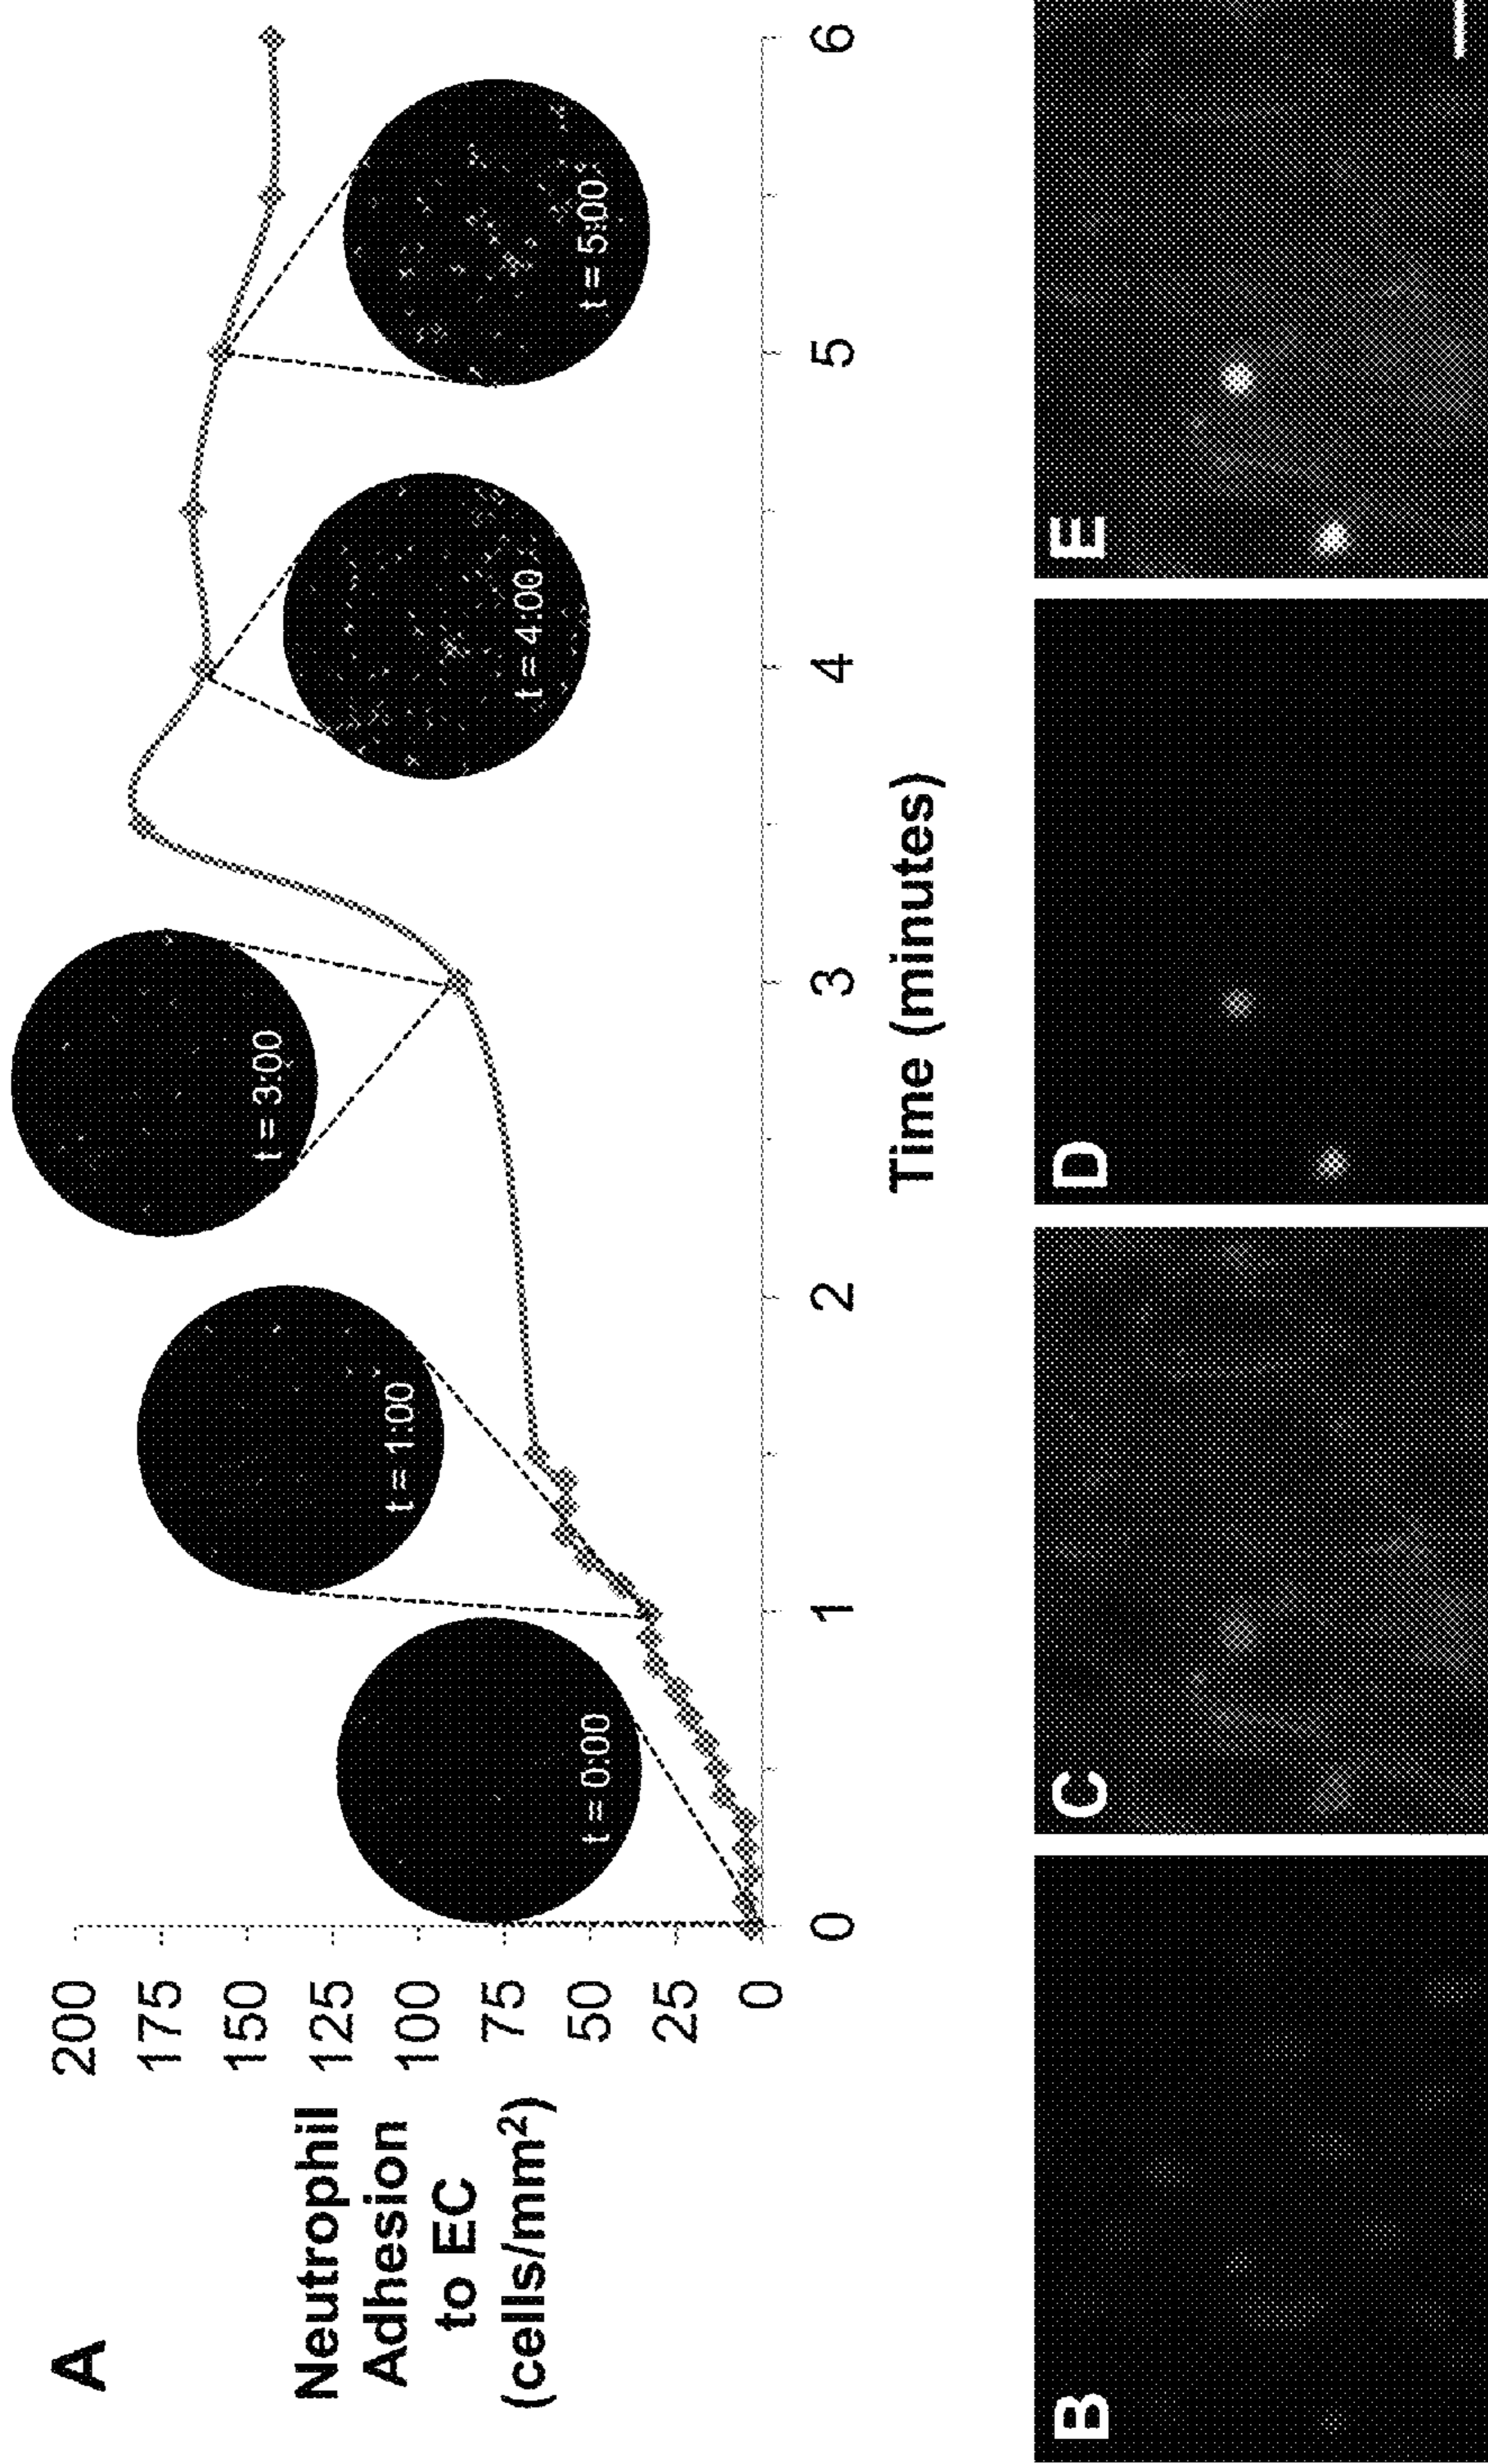 A
Neutrophil
Adhesion
to EC
(cells/mm²)
200
175
150
125
100
75
50
25
0
t = 0:00
t = 1:00
t = 3:00
t = 4:00
t = 5:00
0 1 2 3 4 5 6
Time (minutes)
B C D E